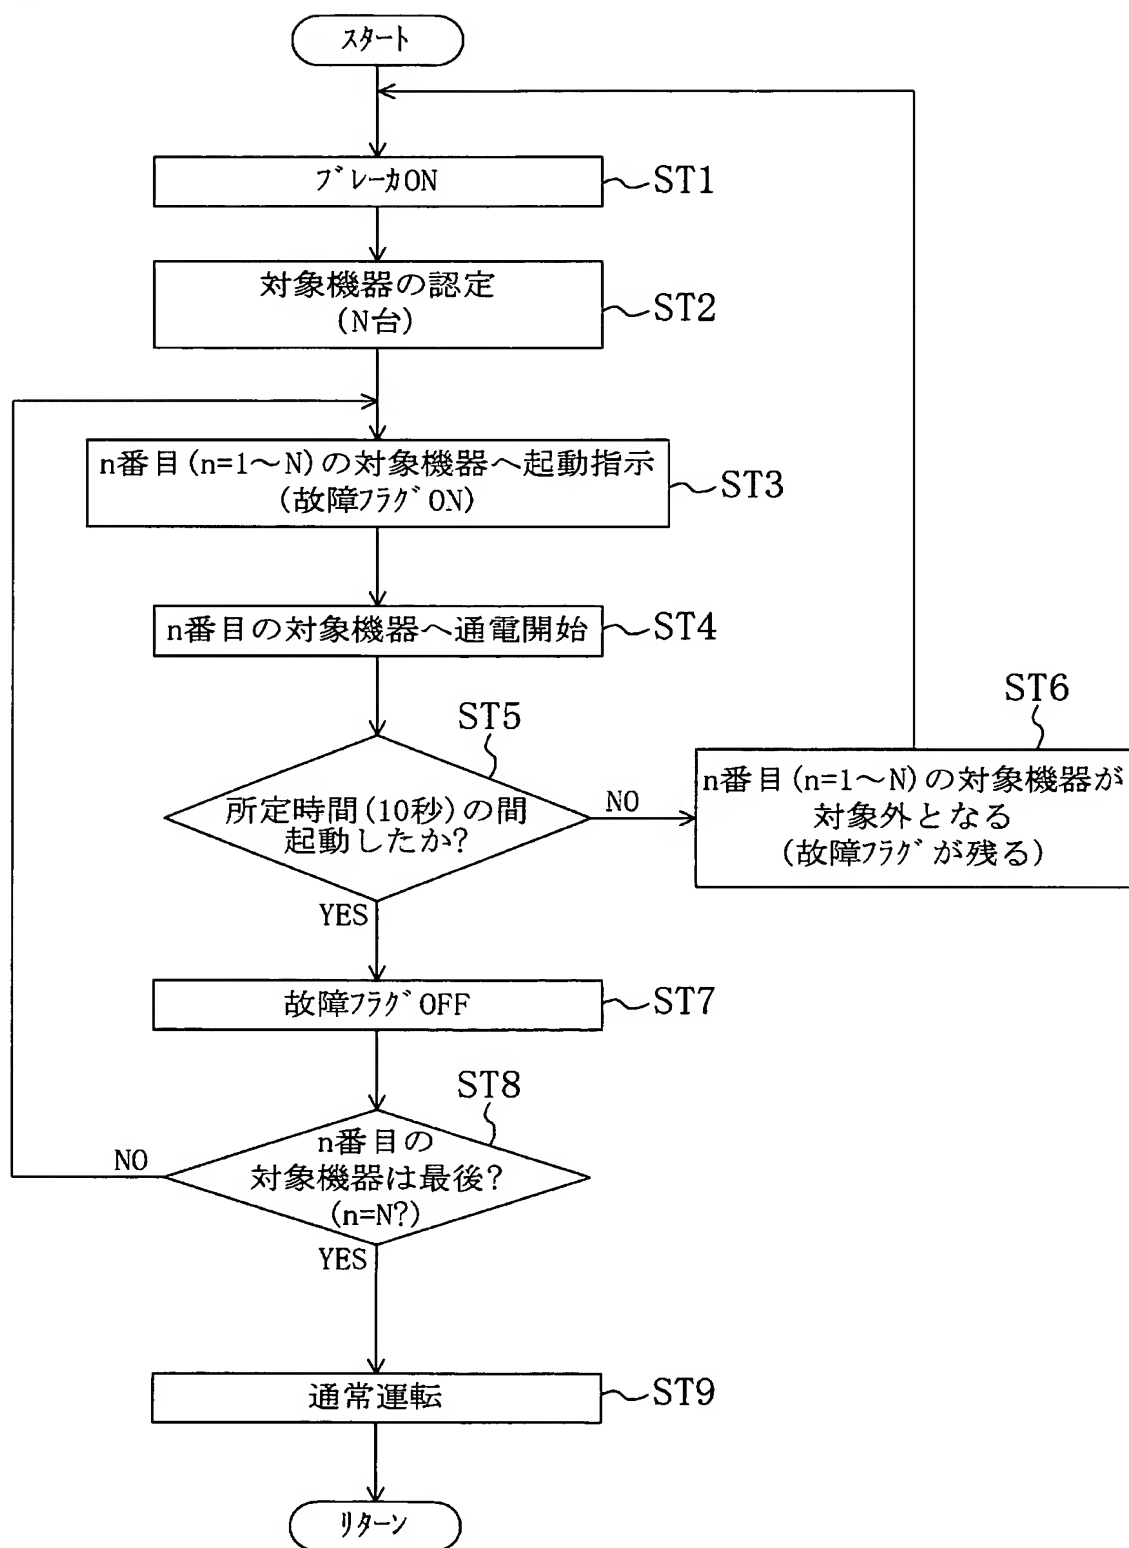 スタート
ブレーカON
ST1
対象機器の認定
(N台)
ST2
n番目(n=1～N)の対象機器へ起動指示
(故障フラグON)
ST3
n番目の対象機器へ通電開始
ST4
ST5
所定時間(10秒)の間
起動したか?
NO
ST6
n番目(n=1～N)の対象機器が
対象外となる
(故障フラグが残る)
YES
故障フラグOFF
ST7
ST8
n番目の
対象機器は最後?
(n=N?)
NO
YES
通常運転
ST9
リターン